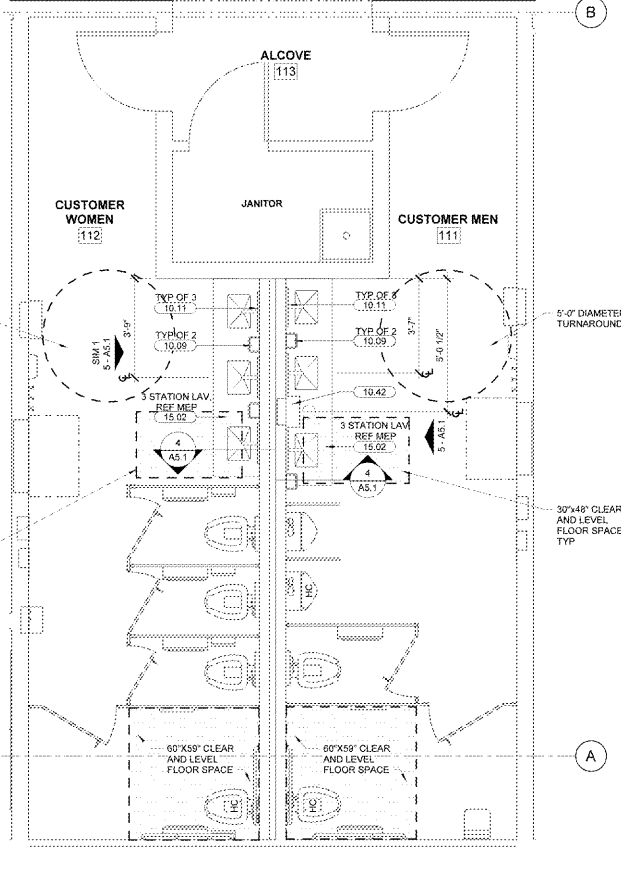 B
ALCOVE
113
CUSTOMER
WOMEN
112
JANITOR
CUSTOMER MEN
111
TYP OF 3
10.11
TYP OF 2
10.09
3'-9"
SIM 1
5 - A5.1
3 STATION LAV.
REF MEP
15.02
4
A5.1
10.11
TYP OF 2
10.09
10.42
3'-7"
5'-0 1/2"
5'-0" DIAMETER
TURNAROUND
3 STATION LAV
REF MEP
15.02
5 - A5.1
4
A5.1
30"x48" CLEAR
AND LEVEL
FLOOR SPACE
TYP
HC
60"X59" CLEAR
AND LEVEL
FLOOR SPACE
60"X59" CLEAR
AND LEVEL
FLOOR SPACE
A
HC
HC